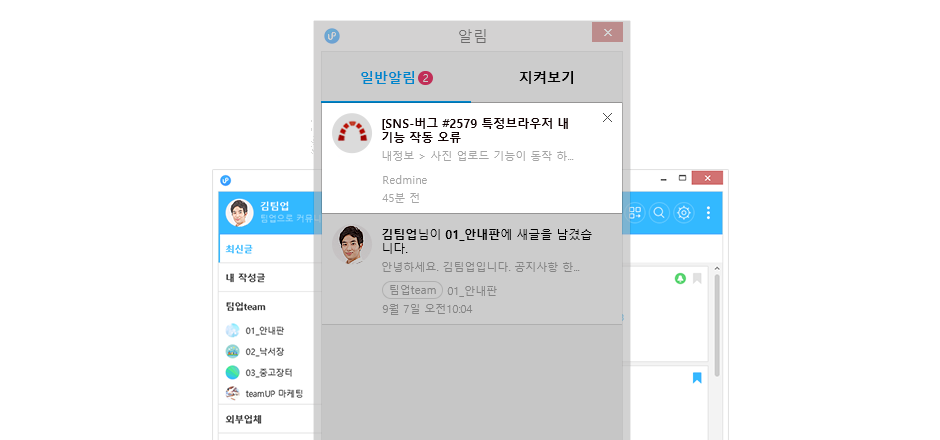 알림
일반알림 2
지켜보기
[SNS-버그 #2579 특정브라우저 내
기능 작동 오류
내정보 > 사진 업로드 기능이 동작 하...
Redmine
45분 전
김팀업님이 01_안내판에 새글을 남겼습
니다.
안녕하세요. 김팀업입니다. 공지사항 한...
팀업team 01_안내판
9월 7일 오전10:04
김팀업
팀업으로 커뮤
최신글
내 작성글
팀업team
01_안내판
02_낙서장
03_중고장터
teamUP 마케팅
외부업체